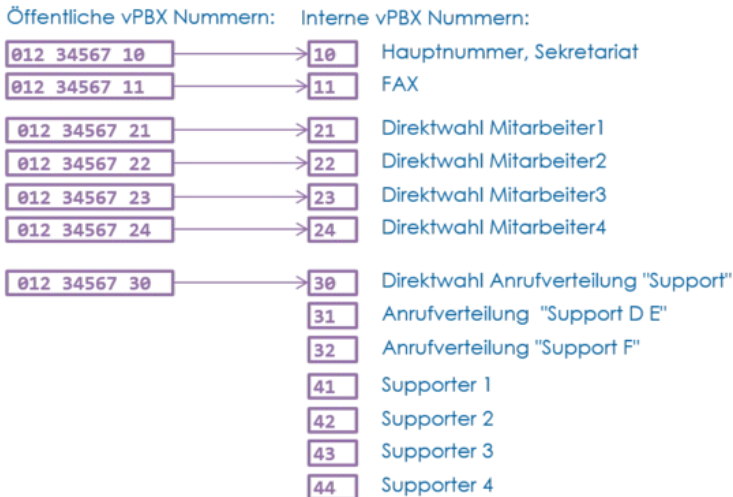 Öffentliche vPBX Nummern: Interne vPBX Nummern:
012 34567 10 10 Hauptnummer, Sekretariat
012 34567 11 11 FAX
012 34567 21 21 Direktwahl Mitarbeiter1
012 34567 22 22 Direktwahl Mitarbeiter2
012 34567 23 23 Direktwahl Mitarbeiter3
012 34567 24 24 Direktwahl Mitarbeiter4
012 34567 30 30 Direktwahl Anrufverteilung "Support"
31 Anrufverteilung "Support D E"
32 Anrufverteilung "Support F"
41 Supporter 1
42 Supporter 2
43 Supporter 3
44 Supporter 4